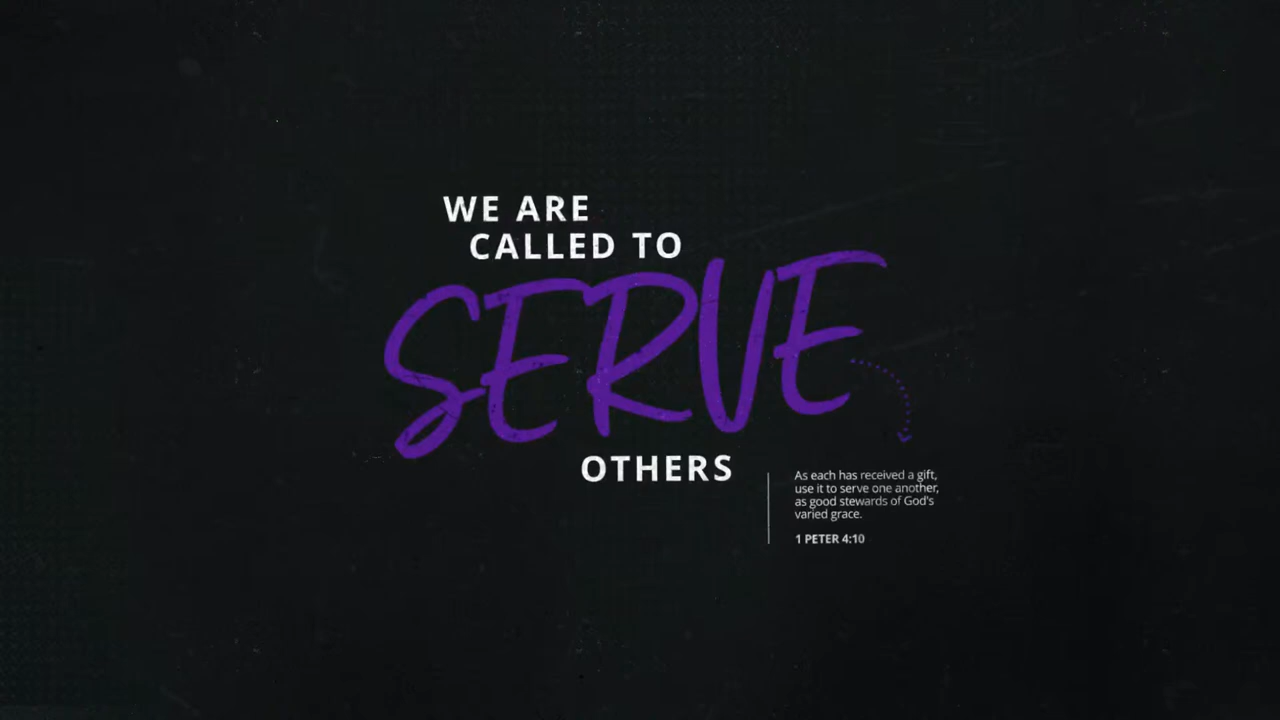 WE ARE
CALLED TO
SERVE
OTHERS
As each has received a gift,
use it to serve one another,
as good stewards of God's
varied grace.
1 PETER 4:10